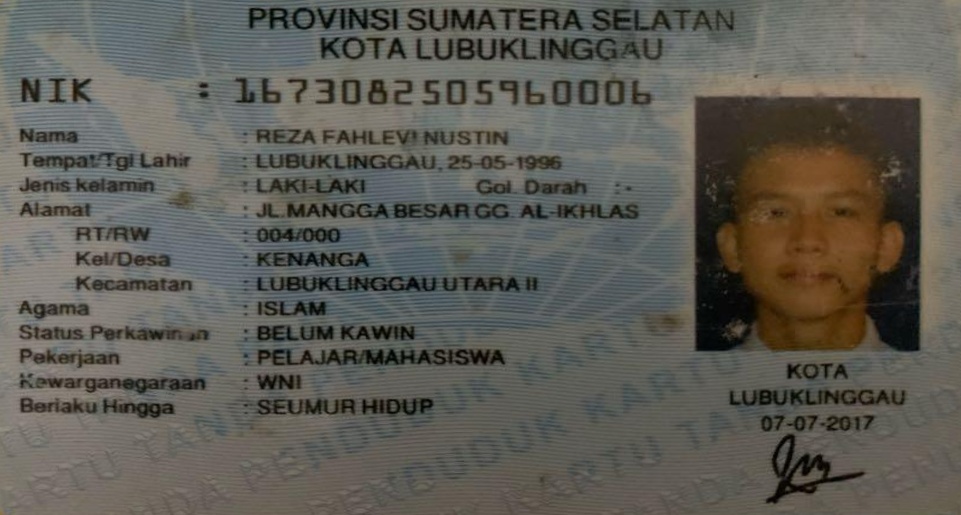 PROVINSI SUMATERA SELATAN
KOTA LUBUKLINGGAU
NIK : 1673082505960006
Nama : REZA FAHLEVI NUSTIN
Tempat/Tgl Lahir : LUBUKLINGGAU, 25-05-1996
Jenis kelamin : LAKI-LAKI Gol. Darah : -
Alamat : JL.MANGGA BESAR GG. AL-IKHLAS
RT/RW : 004/000
Kel/Desa : KENANGA
Kecamatan : LUBUKLINGGAU UTARA II
Agama : ISLAM
Status Perkawinan : BELUM KAWIN
Pekerjaan : PELAJAR/MAHASISWA
Kewarganegaraan : WNI
Berlaku Hingga : SEUMUR HIDUP
KOTA
LUBUKLINGGAU
07-07-2017